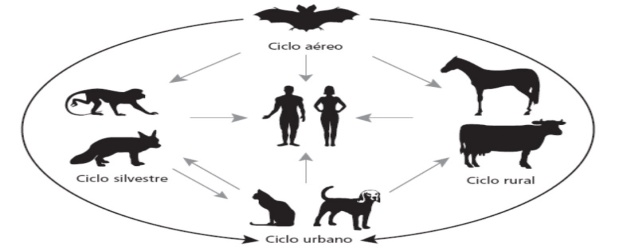 Ciclo aéreo
Ciclo silvestre
Ciclo rural
Ciclo urbano